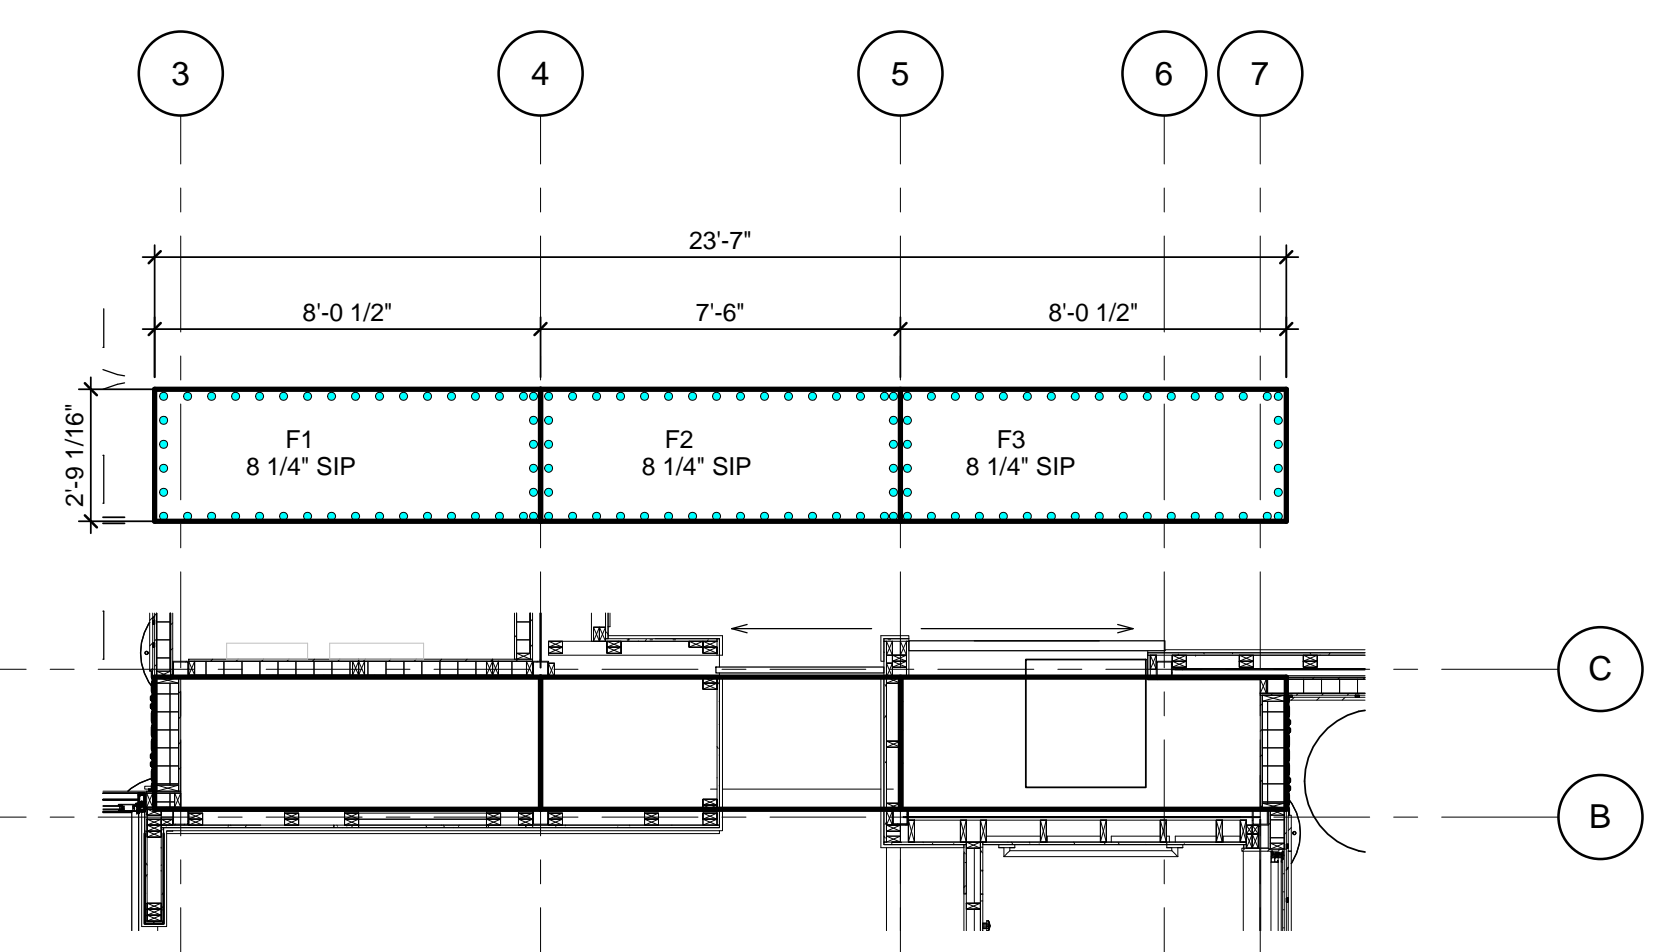 3
4
5
6
7
23'-7"
8'-0 1/2"
7'-6"
8'-0 1/2"
2'-9 1/16"
F1
8 1/4" SIP
F2
8 1/4" SIP
F3
8 1/4" SIP
C
B